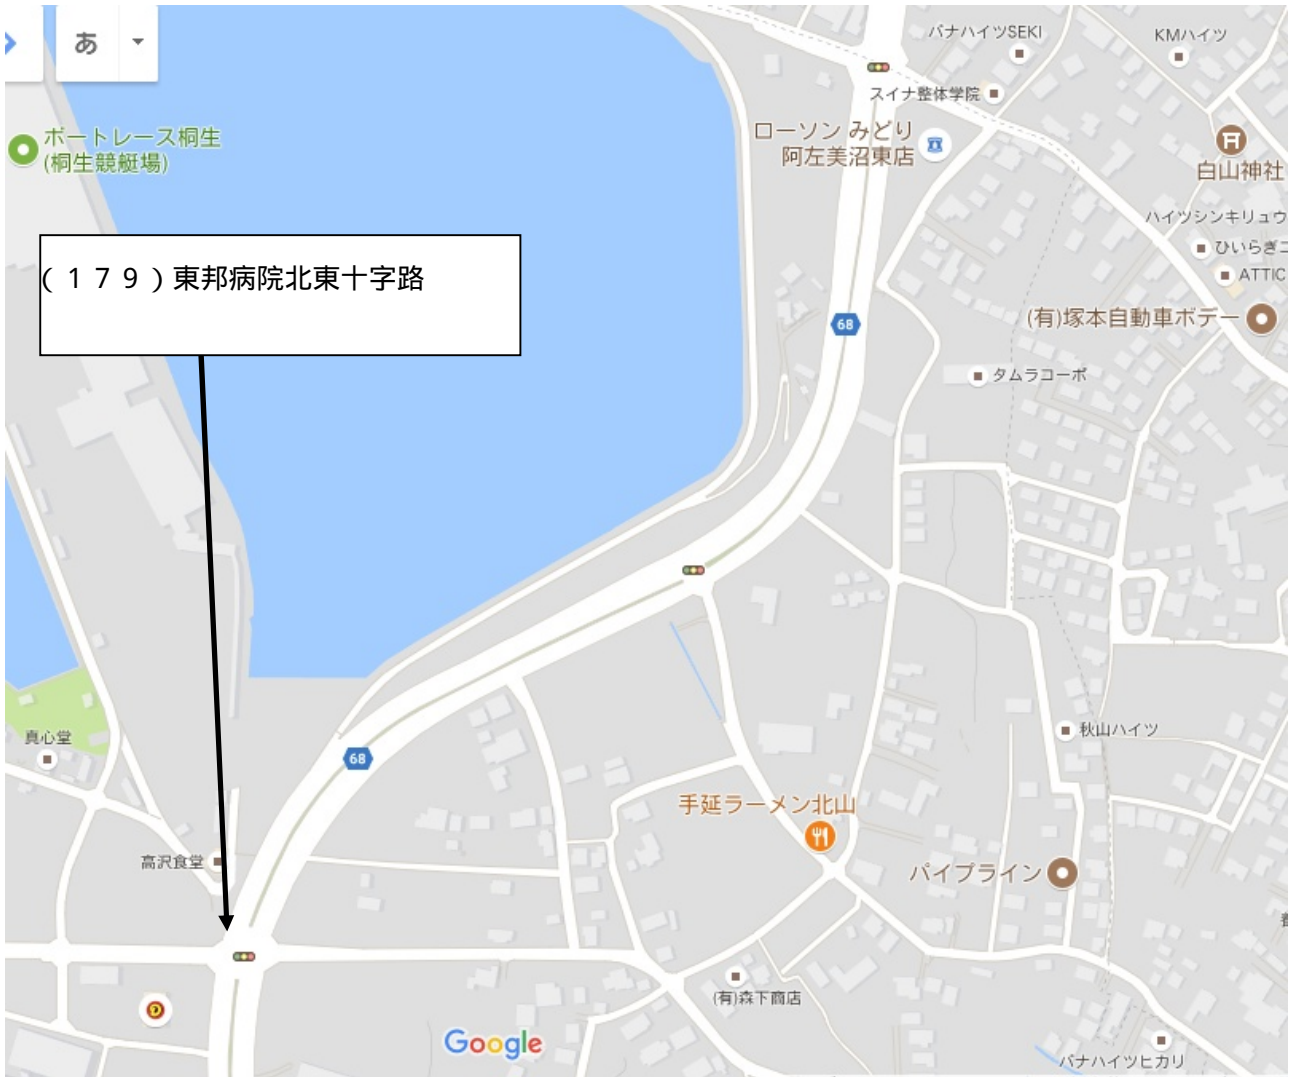 あ
バナハイツSEKI
KMハイツ
スイナ整体学院
ボートレース桐生
(桐生競艇場)
ローソン みどり
阿左美沼東店
白山神社
ハイツシンキリュウ
ひいらぎコ
ATTIC
(179)東邦病院北東十字路
(有)塚本自動車ボデー
68
タムラコーポ
真心堂
68
秋山ハイツ
手延ラーメン北山
高沢食堂
パイプライン
(有)森下商店
Google
バナハイツヒカリ